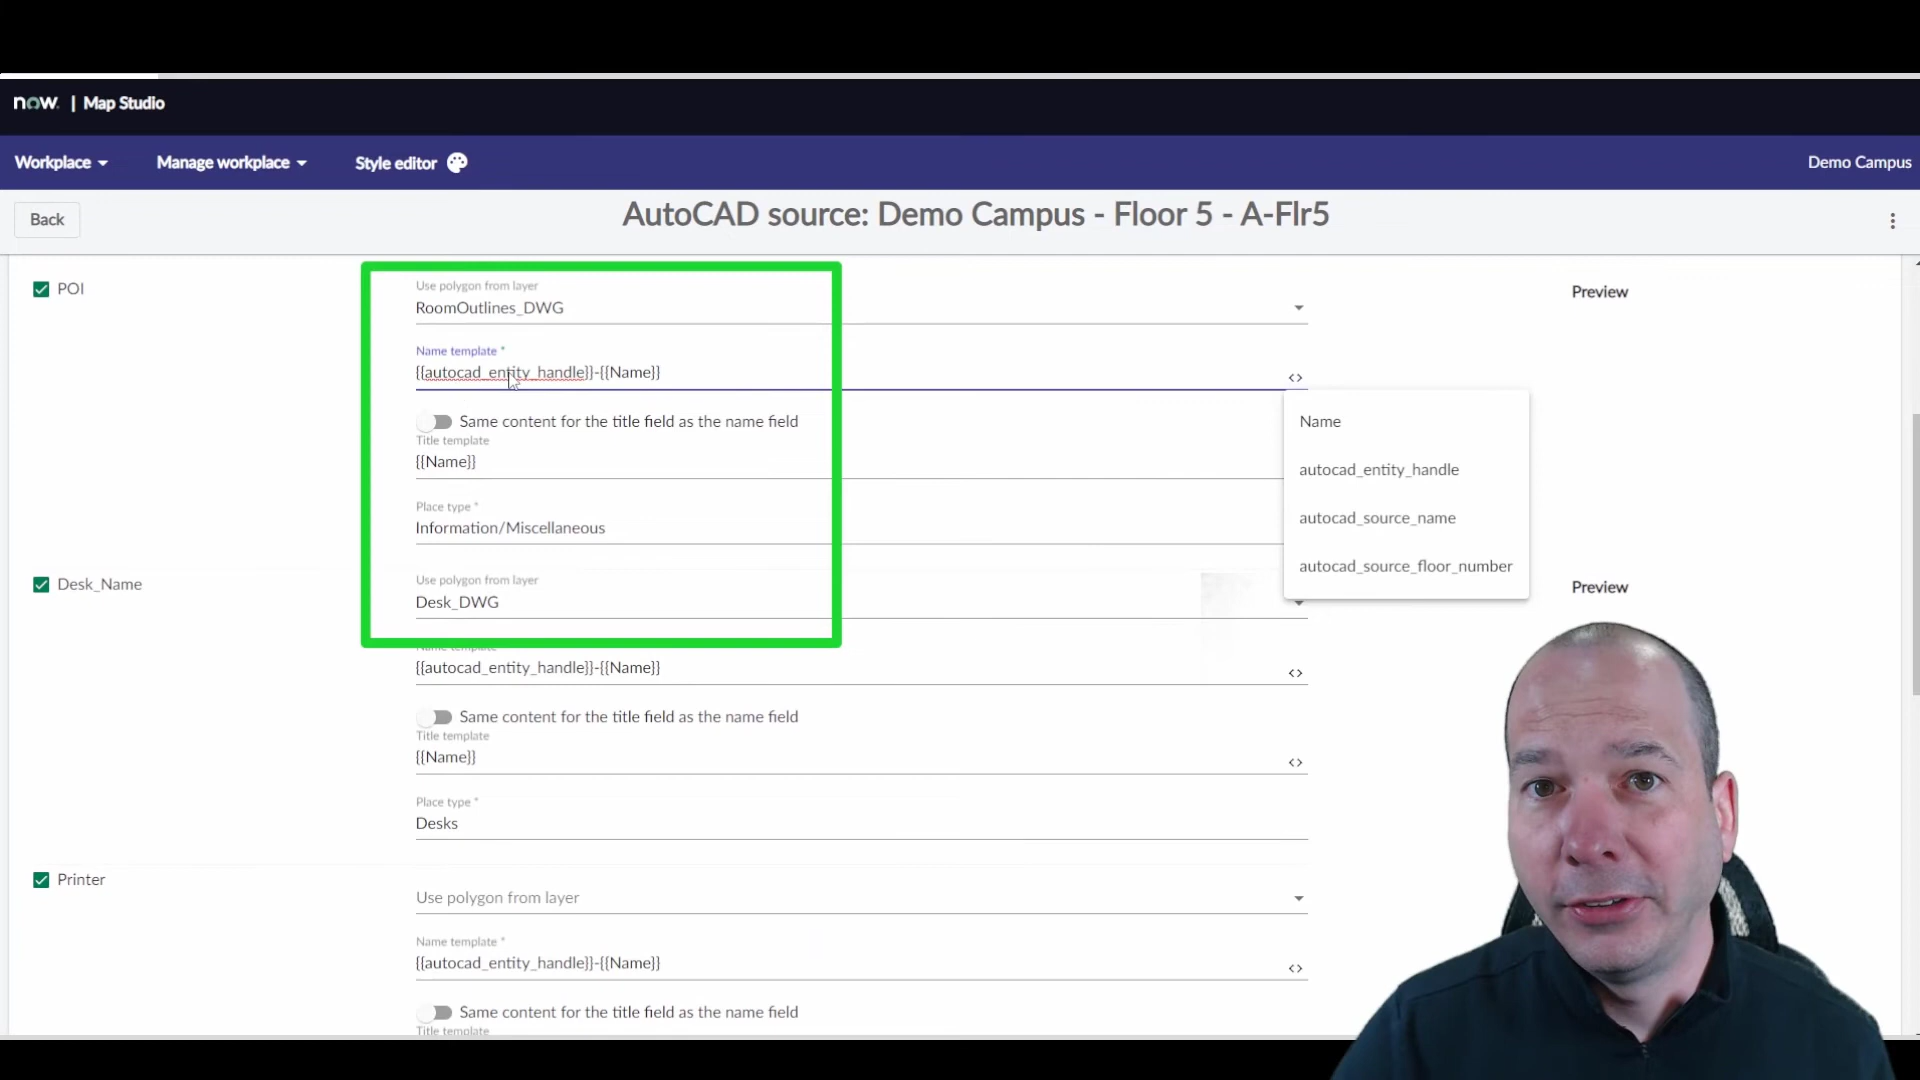 now. | Map Studio
Workplace
Manage workplace
Style editor
Demo Campus
Back
AutoCAD source: Demo Campus - Floor 5 - A-Flr5
POI
Use polygon from layer
RoomOutlines_DWG
Preview
Name template *
{{autocad_entity_handle}}-{{Name}}
<>
Same content for the title field as the name field
Title template
{{Name}}
Place type *
Information/Miscellaneous
Name
autocad_entity_handle
autocad_source_name
autocad_source_floor_number
Desk_Name
Use polygon from layer
Desk_DWG
Preview
Name template
{{autocad_entity_handle}}-{{Name}}
<>
Same content for the title field as the name field
Title template
{{Name}}
<>
Place type *
Desks
Printer
Use polygon from layer
Name template *
{{autocad_entity_handle}}-{{Name}}
<>
Same content for the title field as the name field
Title template